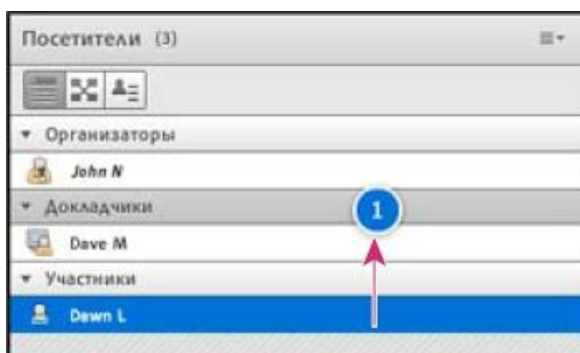 Посетители (3)
Организаторы
John N
Докладчики
1
Dave M
Участники
Dawn L